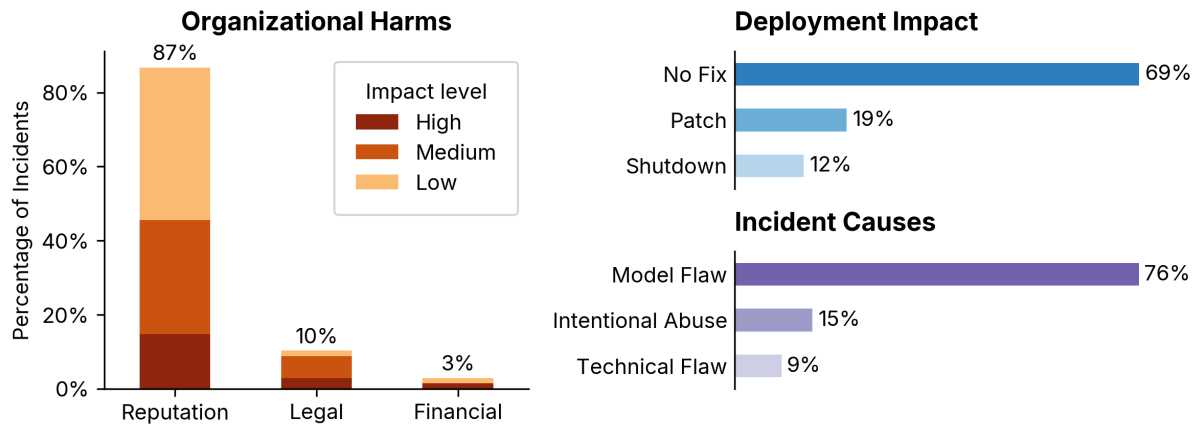 Organizational Harms
87%
Percentage of Incidents
80%
60%
40%
20%
0%
Impact level
High
Medium
Low
10%
3%
Reputation
Legal
Financial
Deployment Impact
No Fix
69%
Patch
19%
Shutdown
12%
Incident Causes
Model Flaw
76%
Intentional Abuse
15%
Technical Flaw
9%